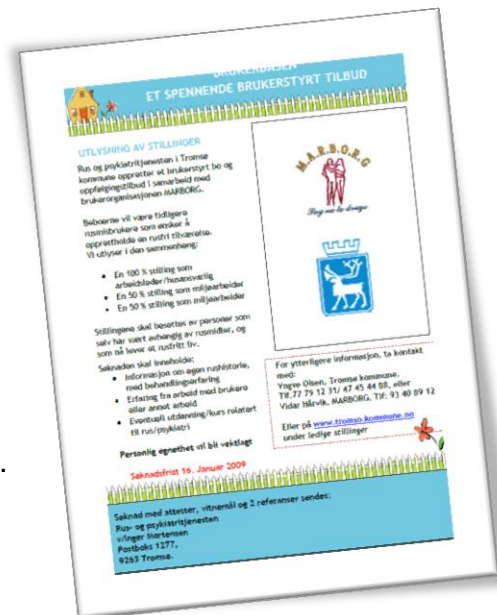 BRUKERBASEN
ET SPENNENDE BRUKERSTYRT TILBUD
UTLYSNING AV STILLINGER
Rus og psykiatritjenesten i Tromsø
kommune oppretter et brukerstyrt bo og
oppfølgingstilbud i samarbeid med
brukerorganisasjonen MARBORG.
Beboerne vil være tidligere
rusmisbrukere som ønsker å
opprettholde en rusfri tilværelse.
Vi utlyser i den sammenheng:
• En 100 % stilling som
arbeidsleder/husansvarlig
• En 50 % stilling som miljøarbeider
• En 50 % stilling som miljøarbeider
Stillingene skal besettes av personer som
selv har vært avhengig av rusmidler, og
som nå lever et rusfritt liv.
Søknaden skal inneholde:
• Informasjon om egen rushistorie,
med behandlingserfaring
• Erfaring fra arbeid med brukere
eller annet arbeid
• Eventuell utdanning/kurs relatert
til rus/psykiatri
Personlig egnethet vil bli vektlagt
Søknadsfrist 16. Januar 2009
M.A.R.B.O.R.G
For ytterligere informasjon, ta kontakt
med:
Yngve Olsen, Tromsø kommune.
Tlf.77 79 12 31/ 47 45 44 88, eller
Vidar Hårvik, MARBORG, Tlf: 93 40 89 12
Eller på www.tromso.kommune.no
under ledige stillinger
Søknad med attester, vitnemål og 2 referanser sendes:
Rus- og psykiatritjenesten
v/Inger Mortensen
Postboks 1277,
9263 Tromsø.
.